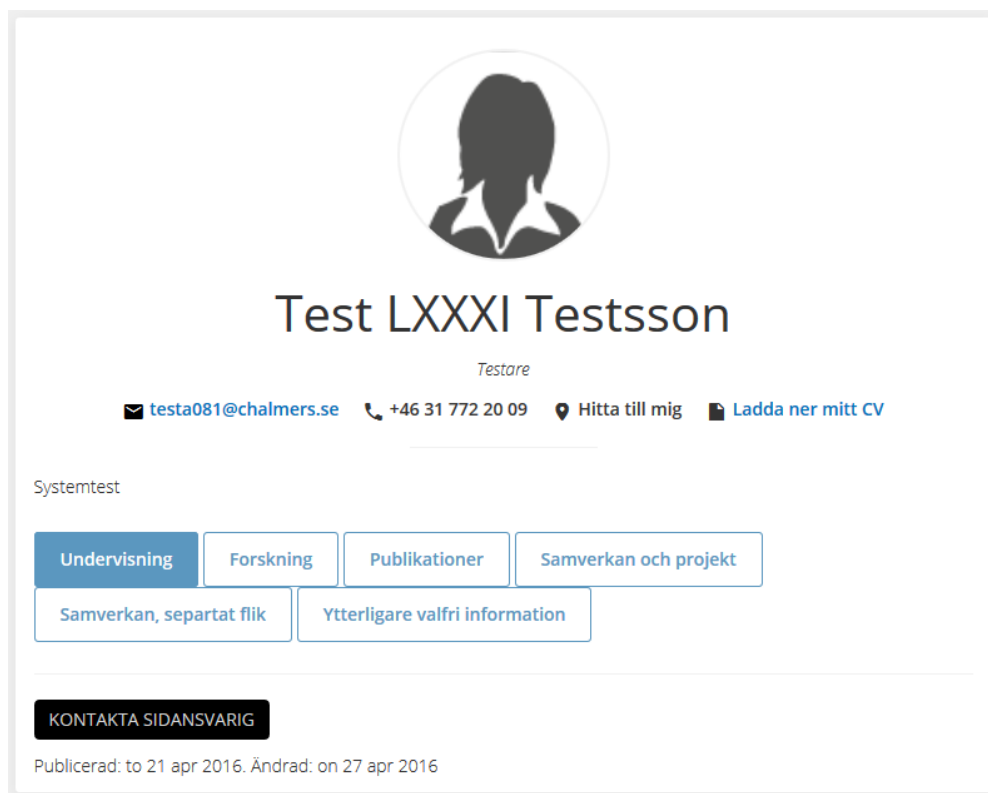 Test LXXXI Testsson
Testare
testa081@chalmers.se +46 31 772 20 09 Hitta till mig Ladda ner mitt CV
Systemtest
Undervisning Forskning Publikationer Samverkan och projekt
Samverkan, separtat flik Ytterligare valfri information
KONTAKTA SIDANSVARIG
Publicerad: to 21 apr 2016. Ändrad: on 27 apr 2016